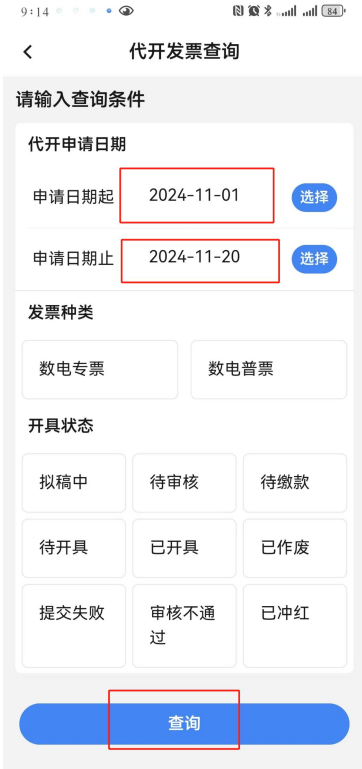 9:14
84
代开发票查询
请输入查询条件
代开申请日期
申请日期起 2024-11-01 选择
申请日期止 2024-11-20 选择
发票种类
数电专票 数电普票
开具状态
拟稿中 待审核 待缴款
待开具 已开具 已作废
提交失败 审核不通过 已冲红
查询